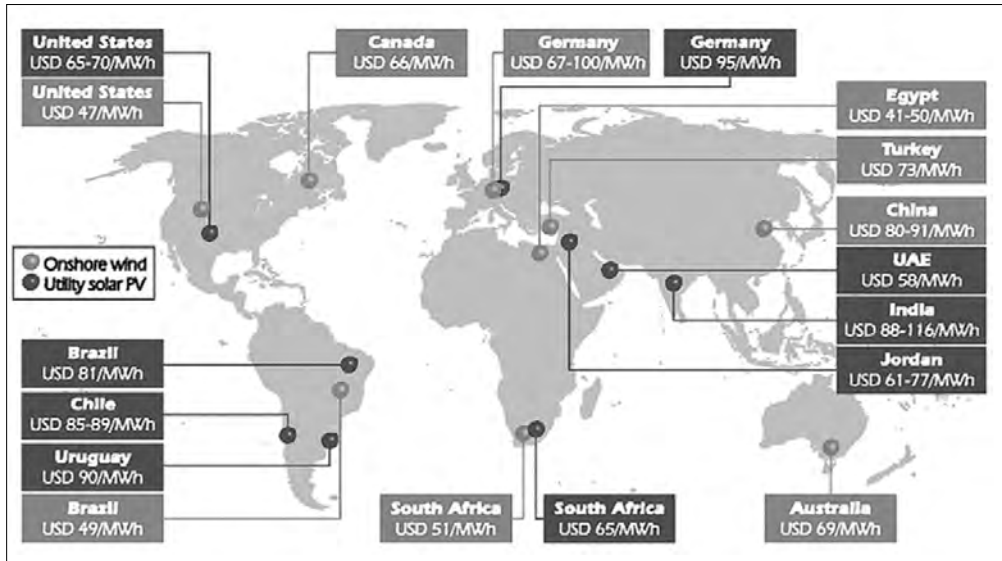 United States
USD 65-70/MWh
United States
USD 47/MWh
Canada
USD 66/MWh
Germany
USD 67-100/MWh
Germany
USD 95/MWh
Egypt
USD 41-50/MWh
Turkey
USD 73/MWh
China
USD 80-91/MWh
UAE
USD 58/MWh
India
USD 88-116/MWh
Jordan
USD 61-77/MWh
Onshore wind
Utility solar PV
Brazil
USD 81/MWh
Chile
USD 85-89/MWh
Uruguay
USD 90/MWh
Brazil
USD 49/MWh
South Africa
USD 51/MWh
South Africa
USD 65/MWh
Australia
USD 69/MWh